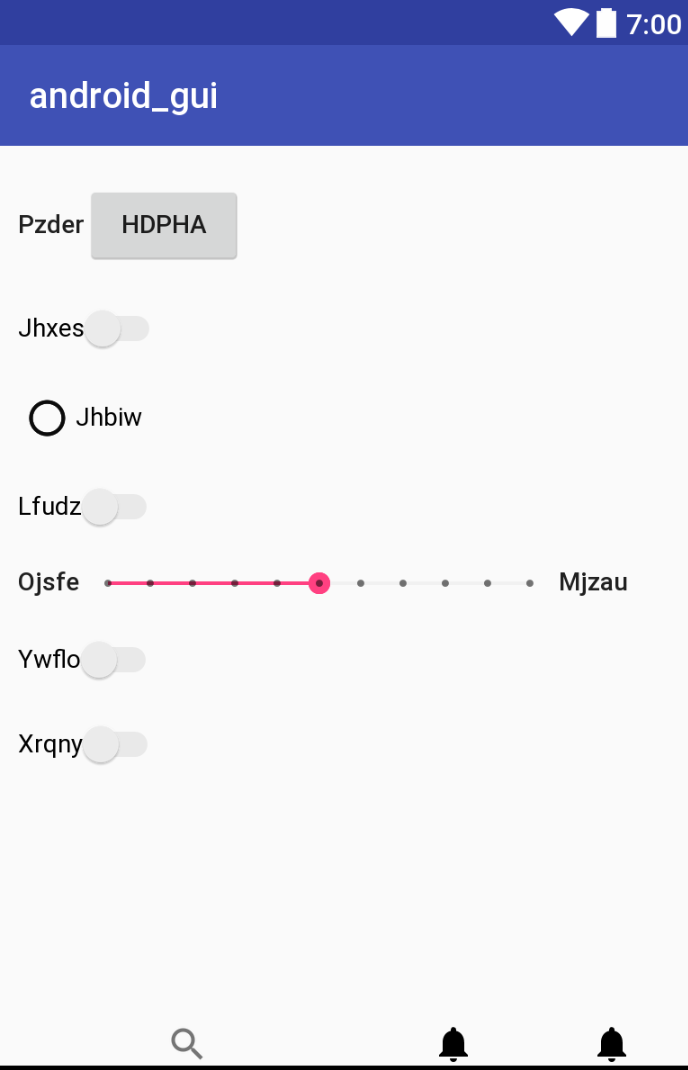 7:00
android_gui
Pzder HDPHA
Jhxes
Jhbiw
Lfudz
Ojsfe Mjzau
Ywflo
Xrqny